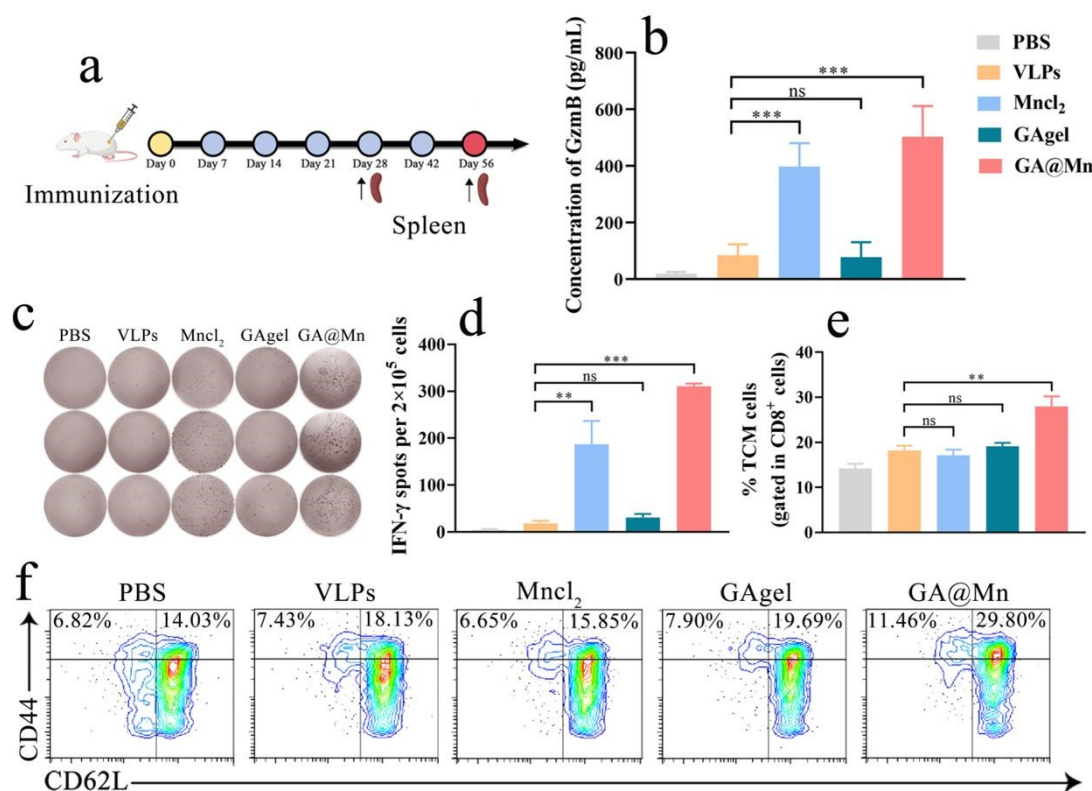 a
Immunization
Day 0 Day 7 Day 14 Day 21 Day 28 Day 42 Day 56
Spleen
b
Concentration of GzmB (pg/mL)
800
600
400
200
0
***
ns
***
PBS
VLPs
Mncl₂
GAgel
GA@Mn
c
PBS VLPs Mncl₂ GAgel GA@Mn
d
IFN-γ spots per 2×10⁵ cells
400
300
200
100
0
***
ns
**
e
% TCM cells
(gated in CD8⁺ cells)
40
30
20
10
0
**
ns
ns
f
PBS VLPs Mncl₂ GAgel GA@Mn
6.82% 14.03% 7.43% 18.13% 6.65% 15.85% 7.90% 19.69% 11.46% 29.80%
CD44
CD62L